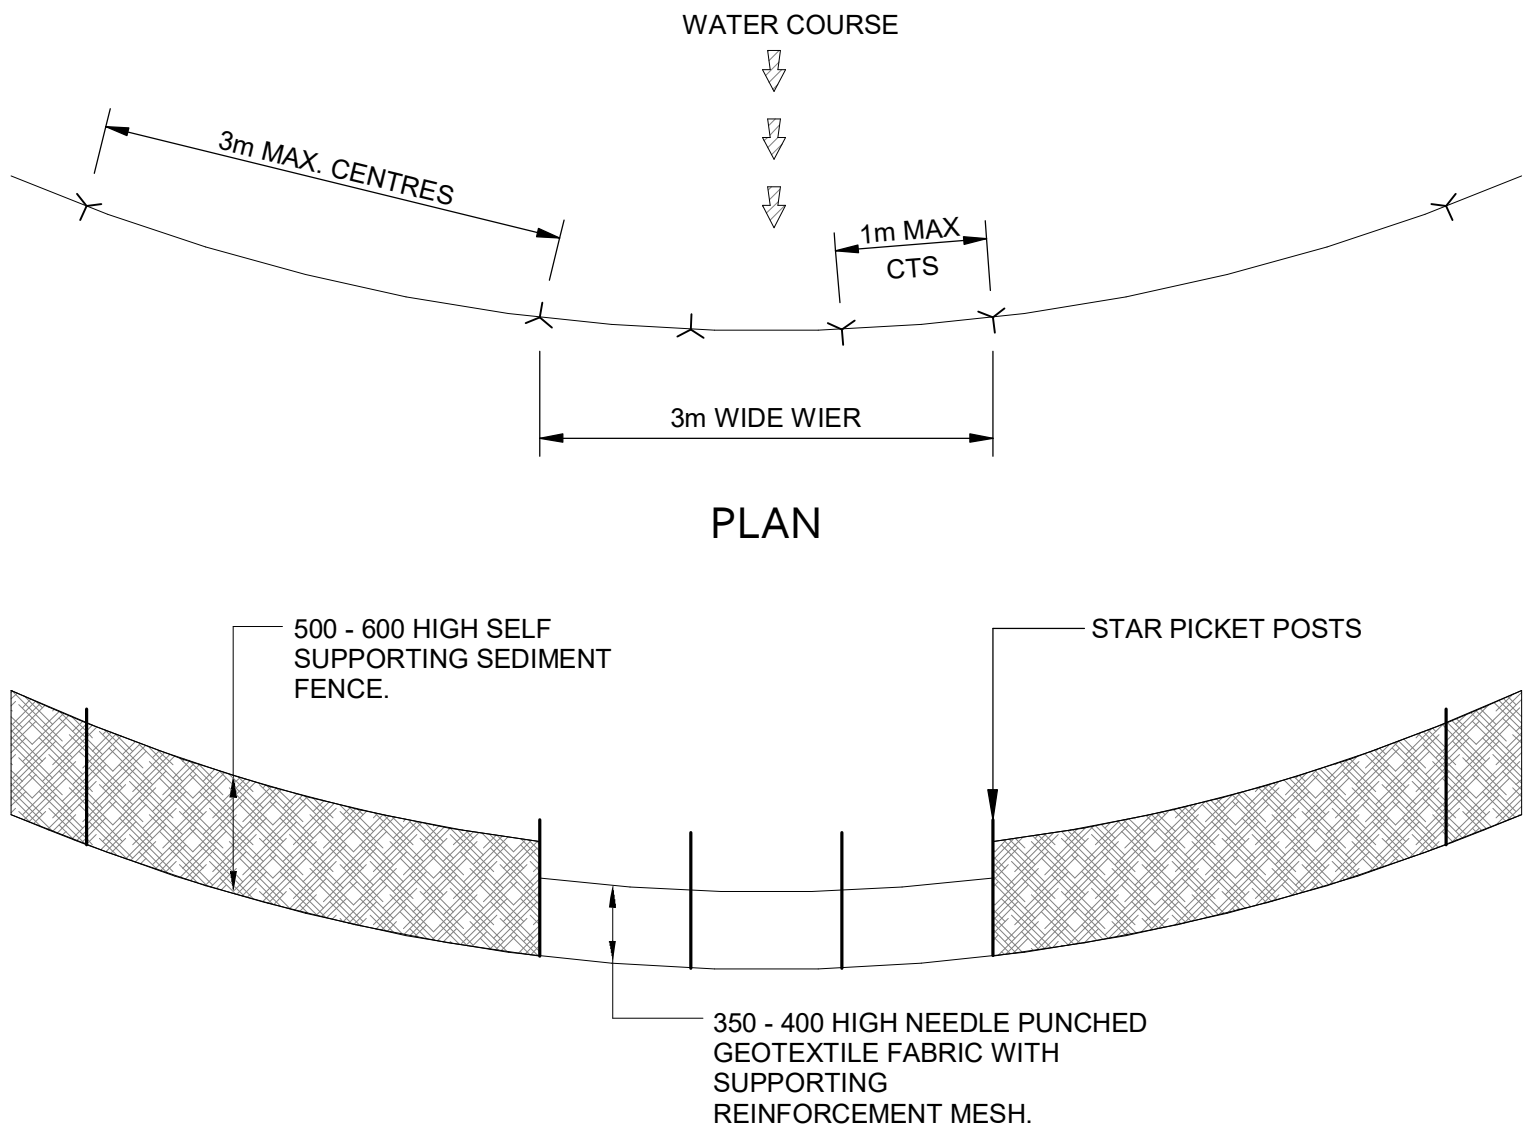 WATER COURSE
3m MAX. CENTRES
1m MAX
CTS
3m WIDE WIER
PLAN
500 - 600 HIGH SELF
SUPPORTING SEDIMENT
FENCE.
STAR PICKET POSTS
350 - 400 HIGH NEEDLE PUNCHED
GEOTEXTILE FABRIC WITH
SUPPORTING
REINFORCEMENT MESH.